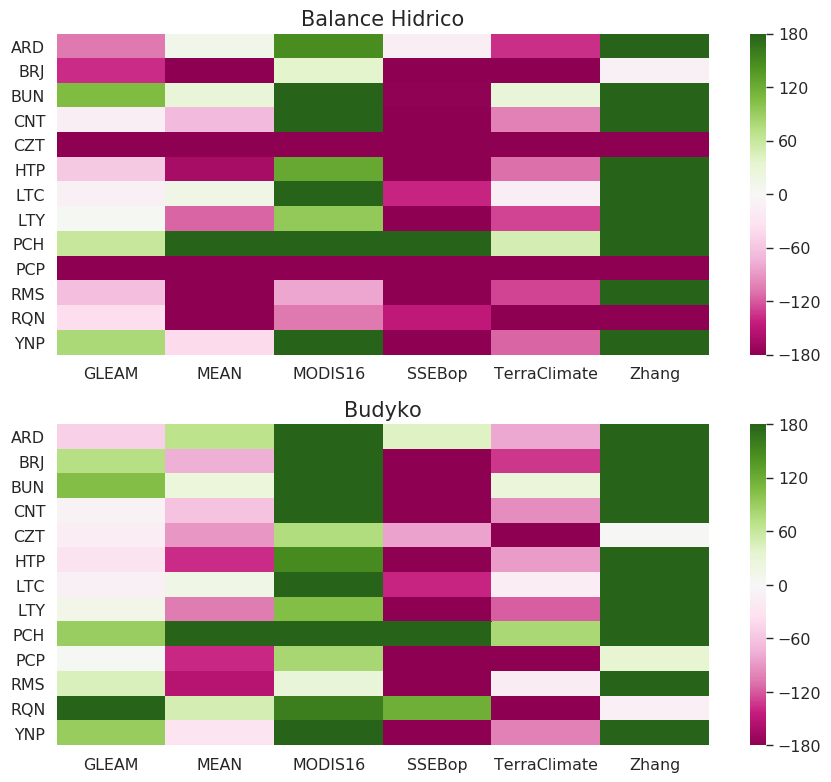 Balance Hidrico
ARD
BRJ
BUN
CNT
CZT
HTP
LTC
LTY
PCH
PCP
RMS
RQN
YNP
GLEAM MEAN MODIS16 SSEBop TerraClimate Zhang
180
120
60
0
−60
−120
−180
Budyko
ARD
BRJ
BUN
CNT
CZT
HTP
LTC
LTY
PCH
PCP
RMS
RQN
YNP
GLEAM MEAN MODIS16 SSEBop TerraClimate Zhang
180
120
60
0
−60
−120
−180